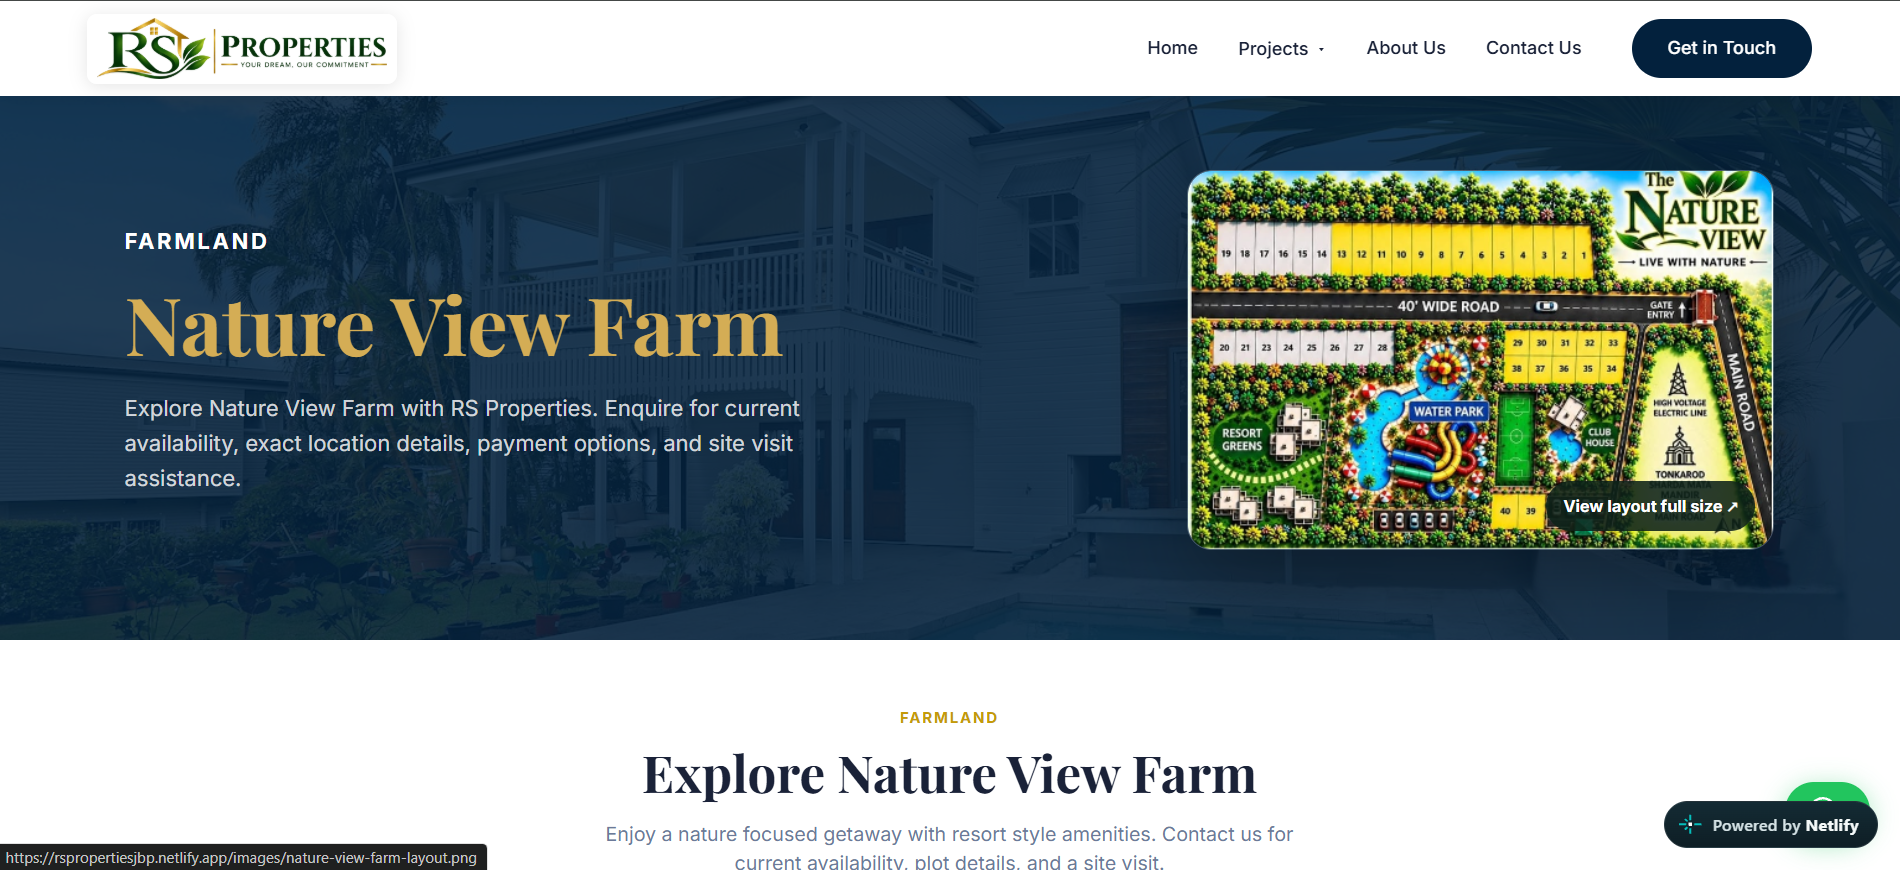 RS PROPERTIES
YOUR DREAM, OUR COMMITMENT
Home
Projects
About Us
Contact Us
Get in Touch
FARMLAND
Nature View Farm
Explore Nature View Farm with RS Properties. Enquire for current
availability, exact location details, payment options, and site visit
assistance.
The
NATURE
VIEW
LIVE WITH NATURE
19 18 17 16 15 14 13 12 11 10 9 8 7 6 5 4 3 2 1
40' WIDE ROAD
GATE
ENTRY
MAIN ROAD
20 21 23 24 25 26 27 28
29 30 31 32 33
38 37 36 35 34
WATER PARK
RESORT
GREENS
CLUB
HOUSE
HIGH VOLTAGE
ELECTRIC LINE
TONKAROD
SHARDA MATA
40 39
View layout full size ↗
FARMLAND
Explore Nature View Farm
Enjoy a nature focused getaway with resort style amenities. Contact us for
current availability, plot details, and a site visit.
Powered by Netlify
https://rspropertiesjbp.netlify.app/images/nature-view-farm-layout.png